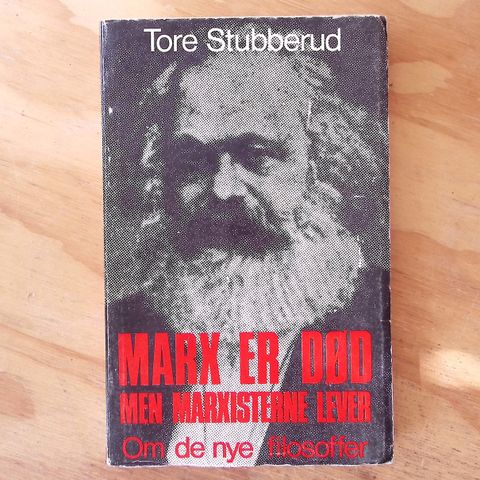 Tore Stubberud
MARX ER DØD
MEN MARXISTERNE LEVER
Om de nye filosoffer